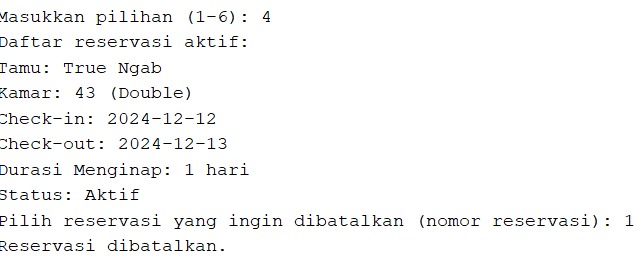 Masukkan pilihan (1-6): 4
Daftar reservasi aktif:
Tamu: True Ngab
Kamar: 43 (Double)
Check-in: 2024-12-12
Check-out: 2024-12-13
Durasi Menginap: 1 hari
Status: Aktif
Pilih reservasi yang ingin dibatalkan (nomor reservasi): 1
Reservasi dibatalkan.